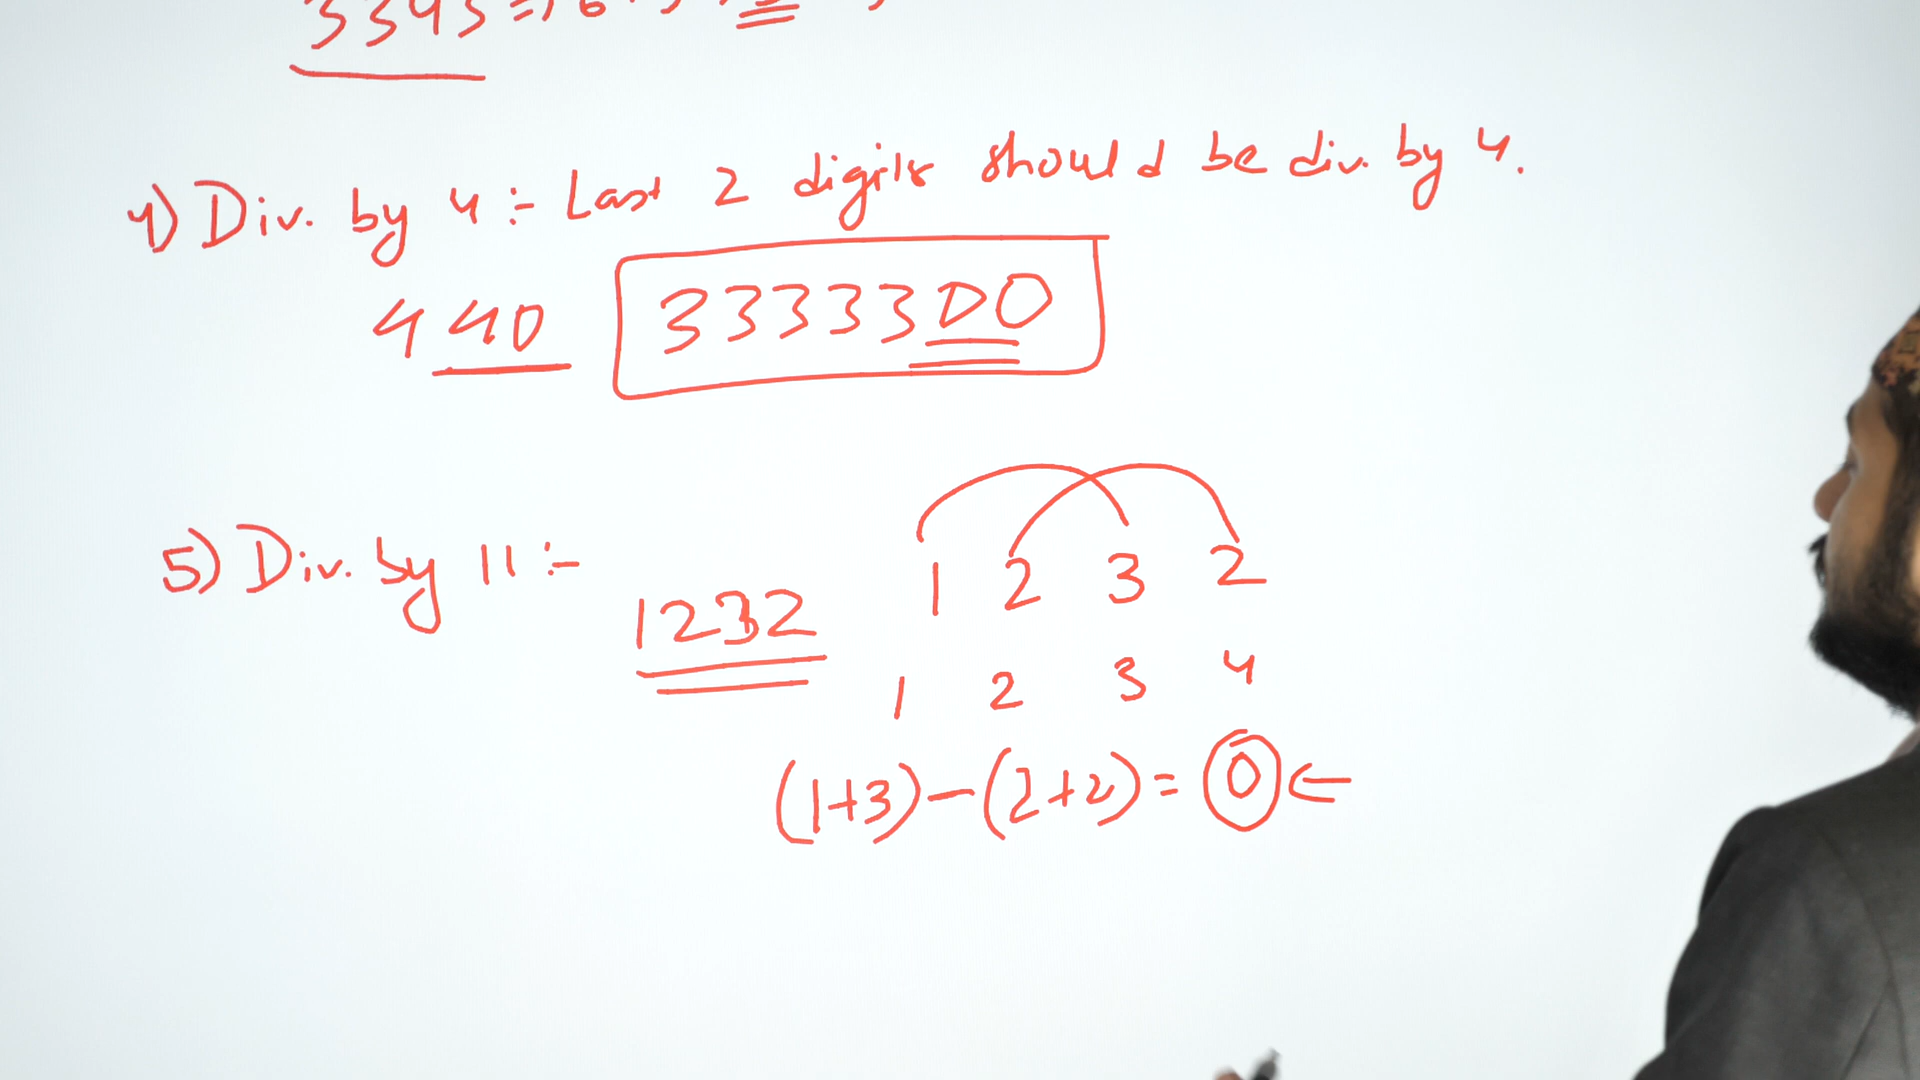 4) Div. by 4 :- Last 2 digits should be div. by 4.
440 3333300
5) Div. by 11 :-
1232 1 2 3 2
1 2 3 4
(1+3)-(2+2)= 0 ←